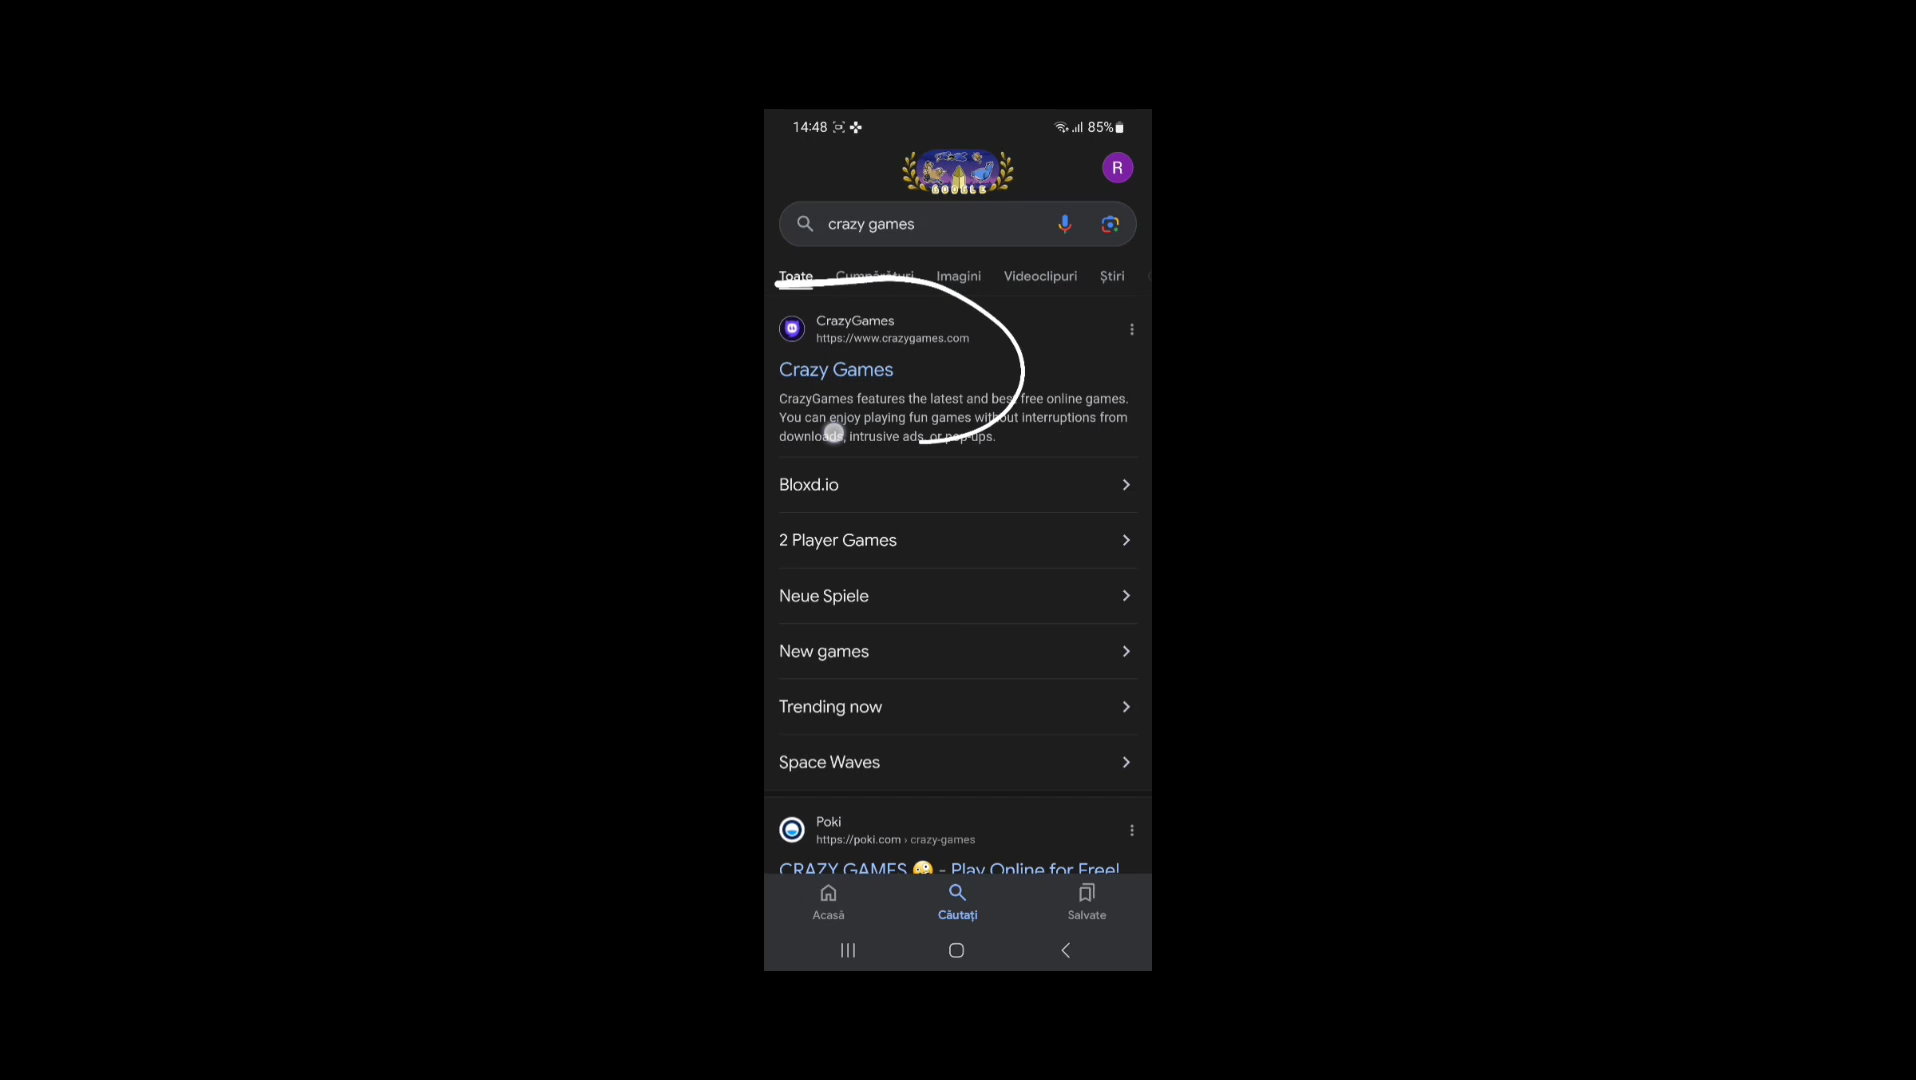 14:48 85%
GOOGLE
R
crazy games
Toate Cumpărături Imagini Videoclipuri Știri
CrazyGames
https://www.crazygames.com
Crazy Games
CrazyGames features the latest and best free online games.
You can enjoy playing fun games without interruptions from
downloads, intrusive ads, or pop-ups.
Bloxd.io
2 Player Games
Neue Spiele
New games
Trending now
Space Waves
Poki
https://poki.com › crazy-games
CRAZY GAMES 🤪 - Play Online for Free!
Acasă Căutați Salvate